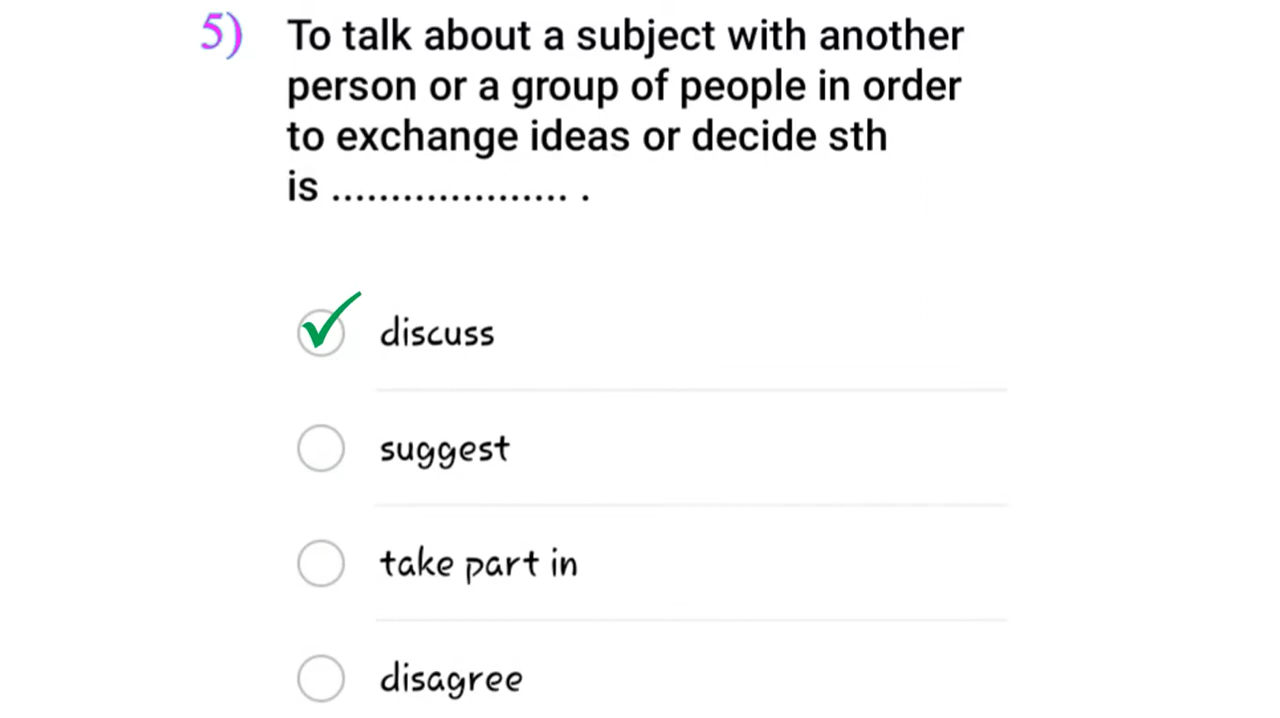 5) To talk about a subject with another
person or a group of people in order
to exchange ideas or decide sth
is .................... .
discuss
suggest
take part in
disagree